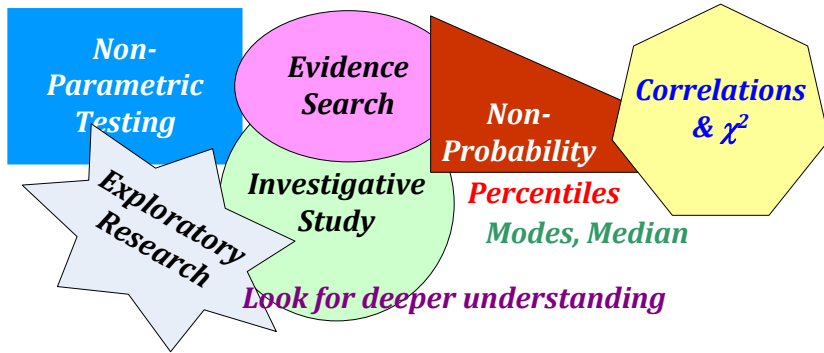 Non-
Parametric
Testing
Evidence
Search
Non-
Probability
Correlations
& χ²
Exploratory
Research
Investigative
Study
Percentiles
Modes, Median
Look for deeper understanding